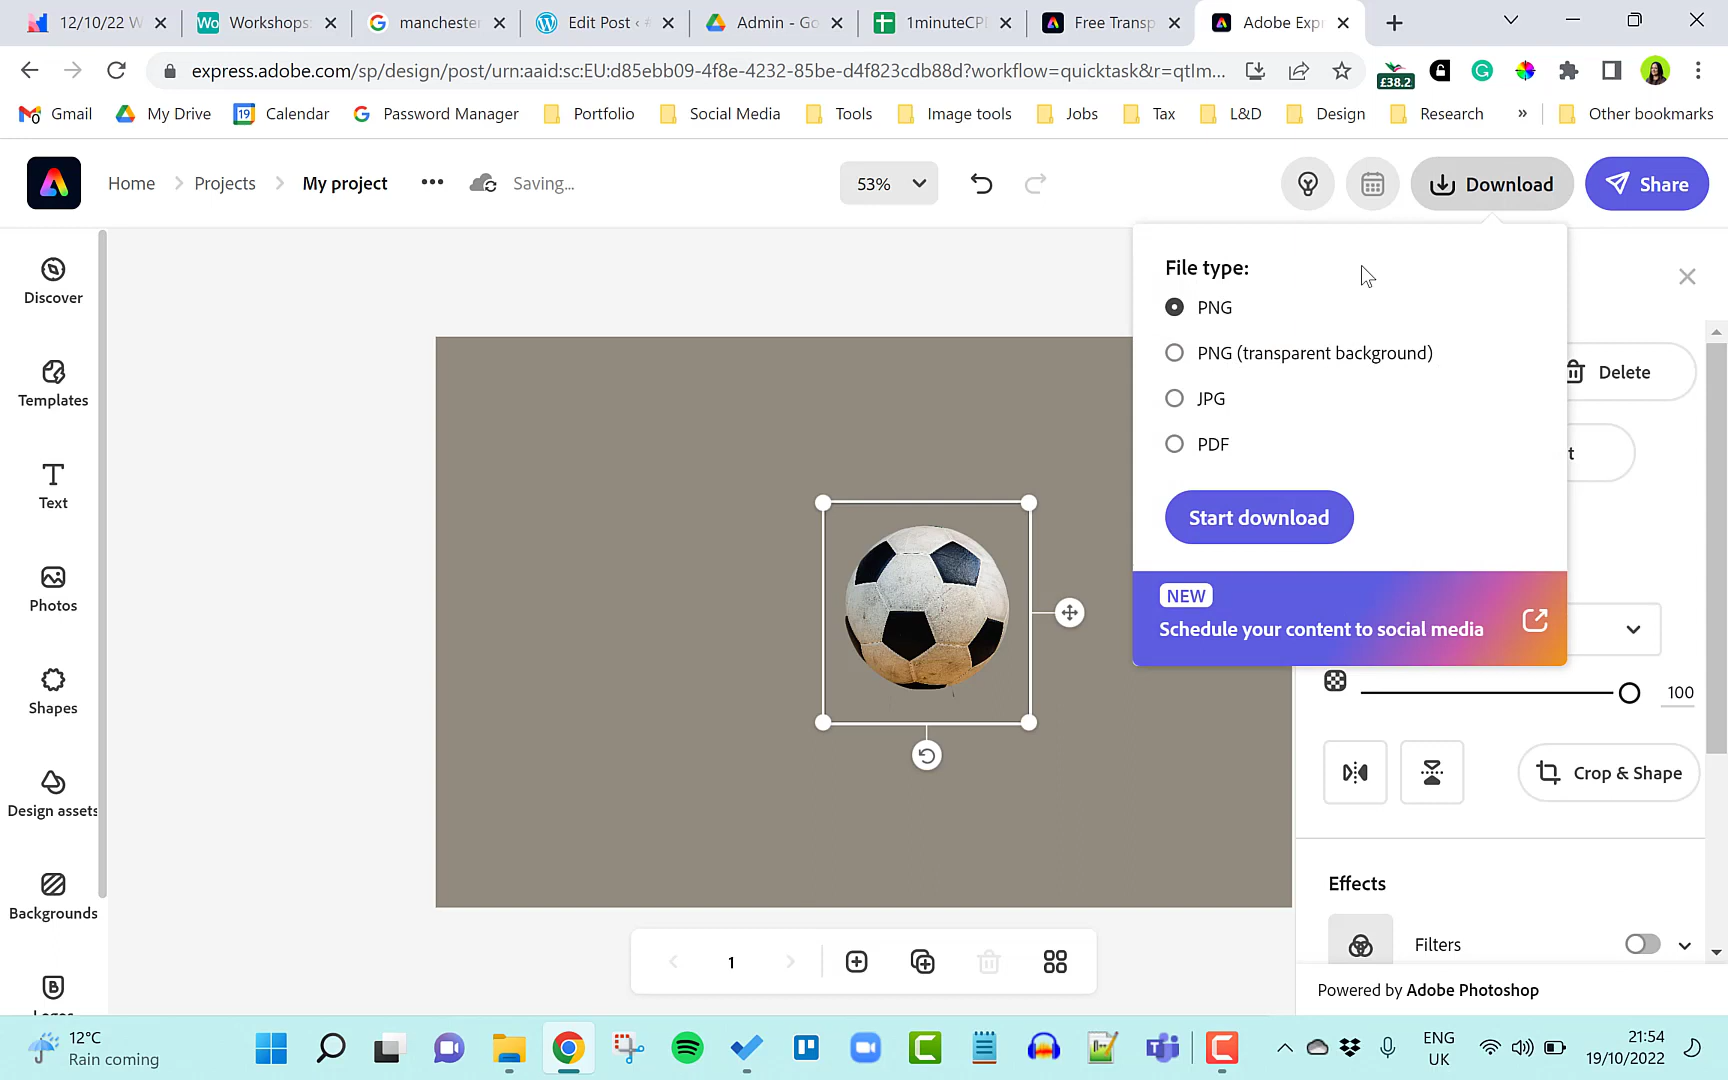 12/10/22 W
Workshops:
manchester
Edit Post ‹ #
Admin - Go
1minuteCPD
Free Transp
Adobe Expr
express.adobe.com/sp/design/post/urn:aaid:sc:EU:d85ebb09-4f8e-4232-85be-d4f823cdb88d?workflow=quicktask&r=qtIm...
£38.2
Gmail
My Drive
19
Calendar
Password Manager
Portfolio
Social Media
Tools
Image tools
Jobs
Tax
L&D
Design
Research
»
Other bookmarks
Home
Projects
My project
Saving...
53%
Download
Share
Discover
Templates
Text
Photos
Shapes
Design assets
Backgrounds
File type:
PNG
PNG (transparent background)
JPG
PDF
Start download
NEW
Schedule your content to social media
Delete
t
100
Crop & Shape
Effects
Filters
Powered by Adobe Photoshop
1
12°C
Rain coming
ENG
UK
21:54
19/10/2022